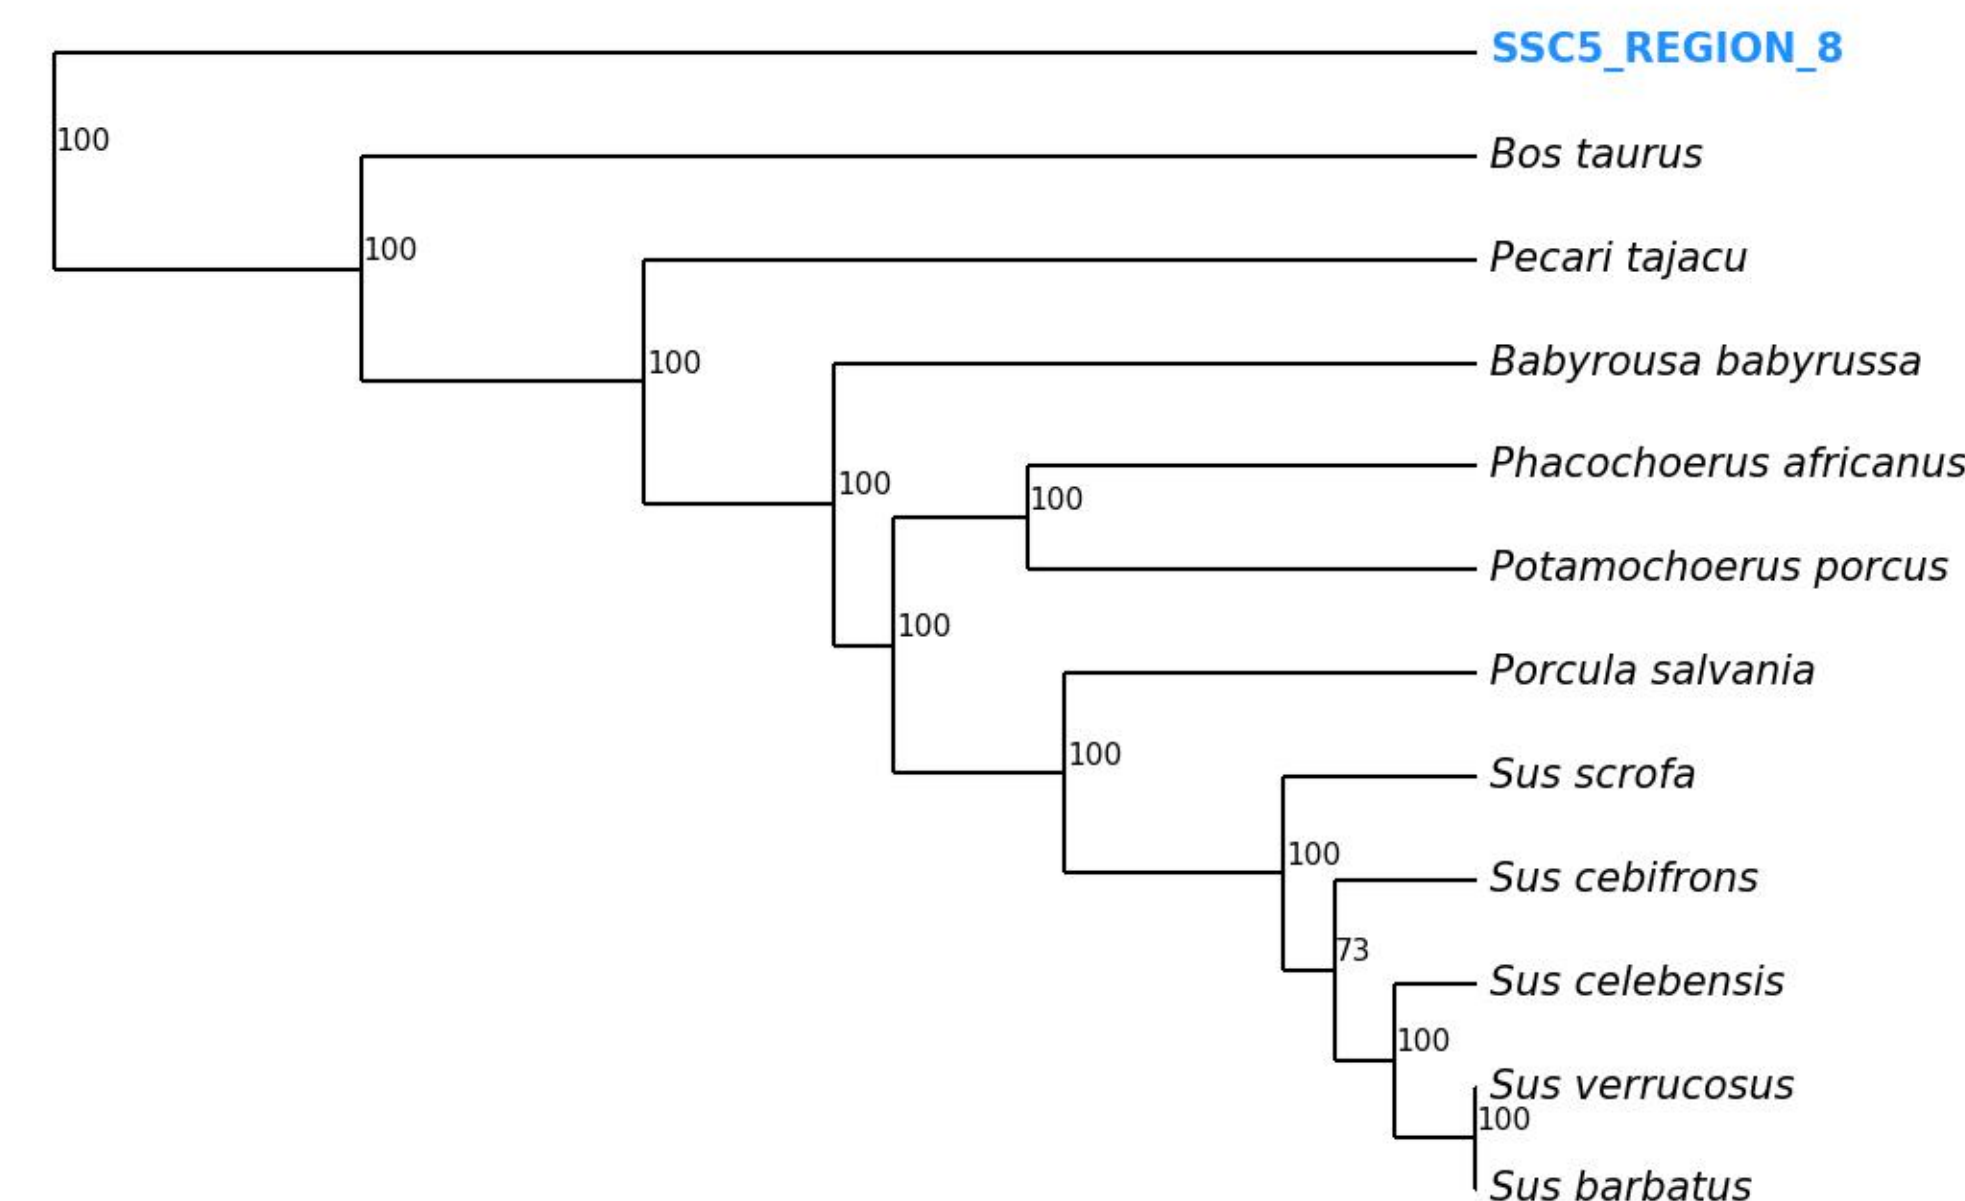 SSC5_REGION_8
100
Bos taurus
100
Pecari tajacu
100
Babyrousa babyrussa
Phacochoerus africanus
100
100
Potamochoerus porcus
100
Porcula salvania
100
Sus scrofa
100
Sus cebifrons
73
Sus celebensis
100
Sus verrucosus
100
Sus barbatus